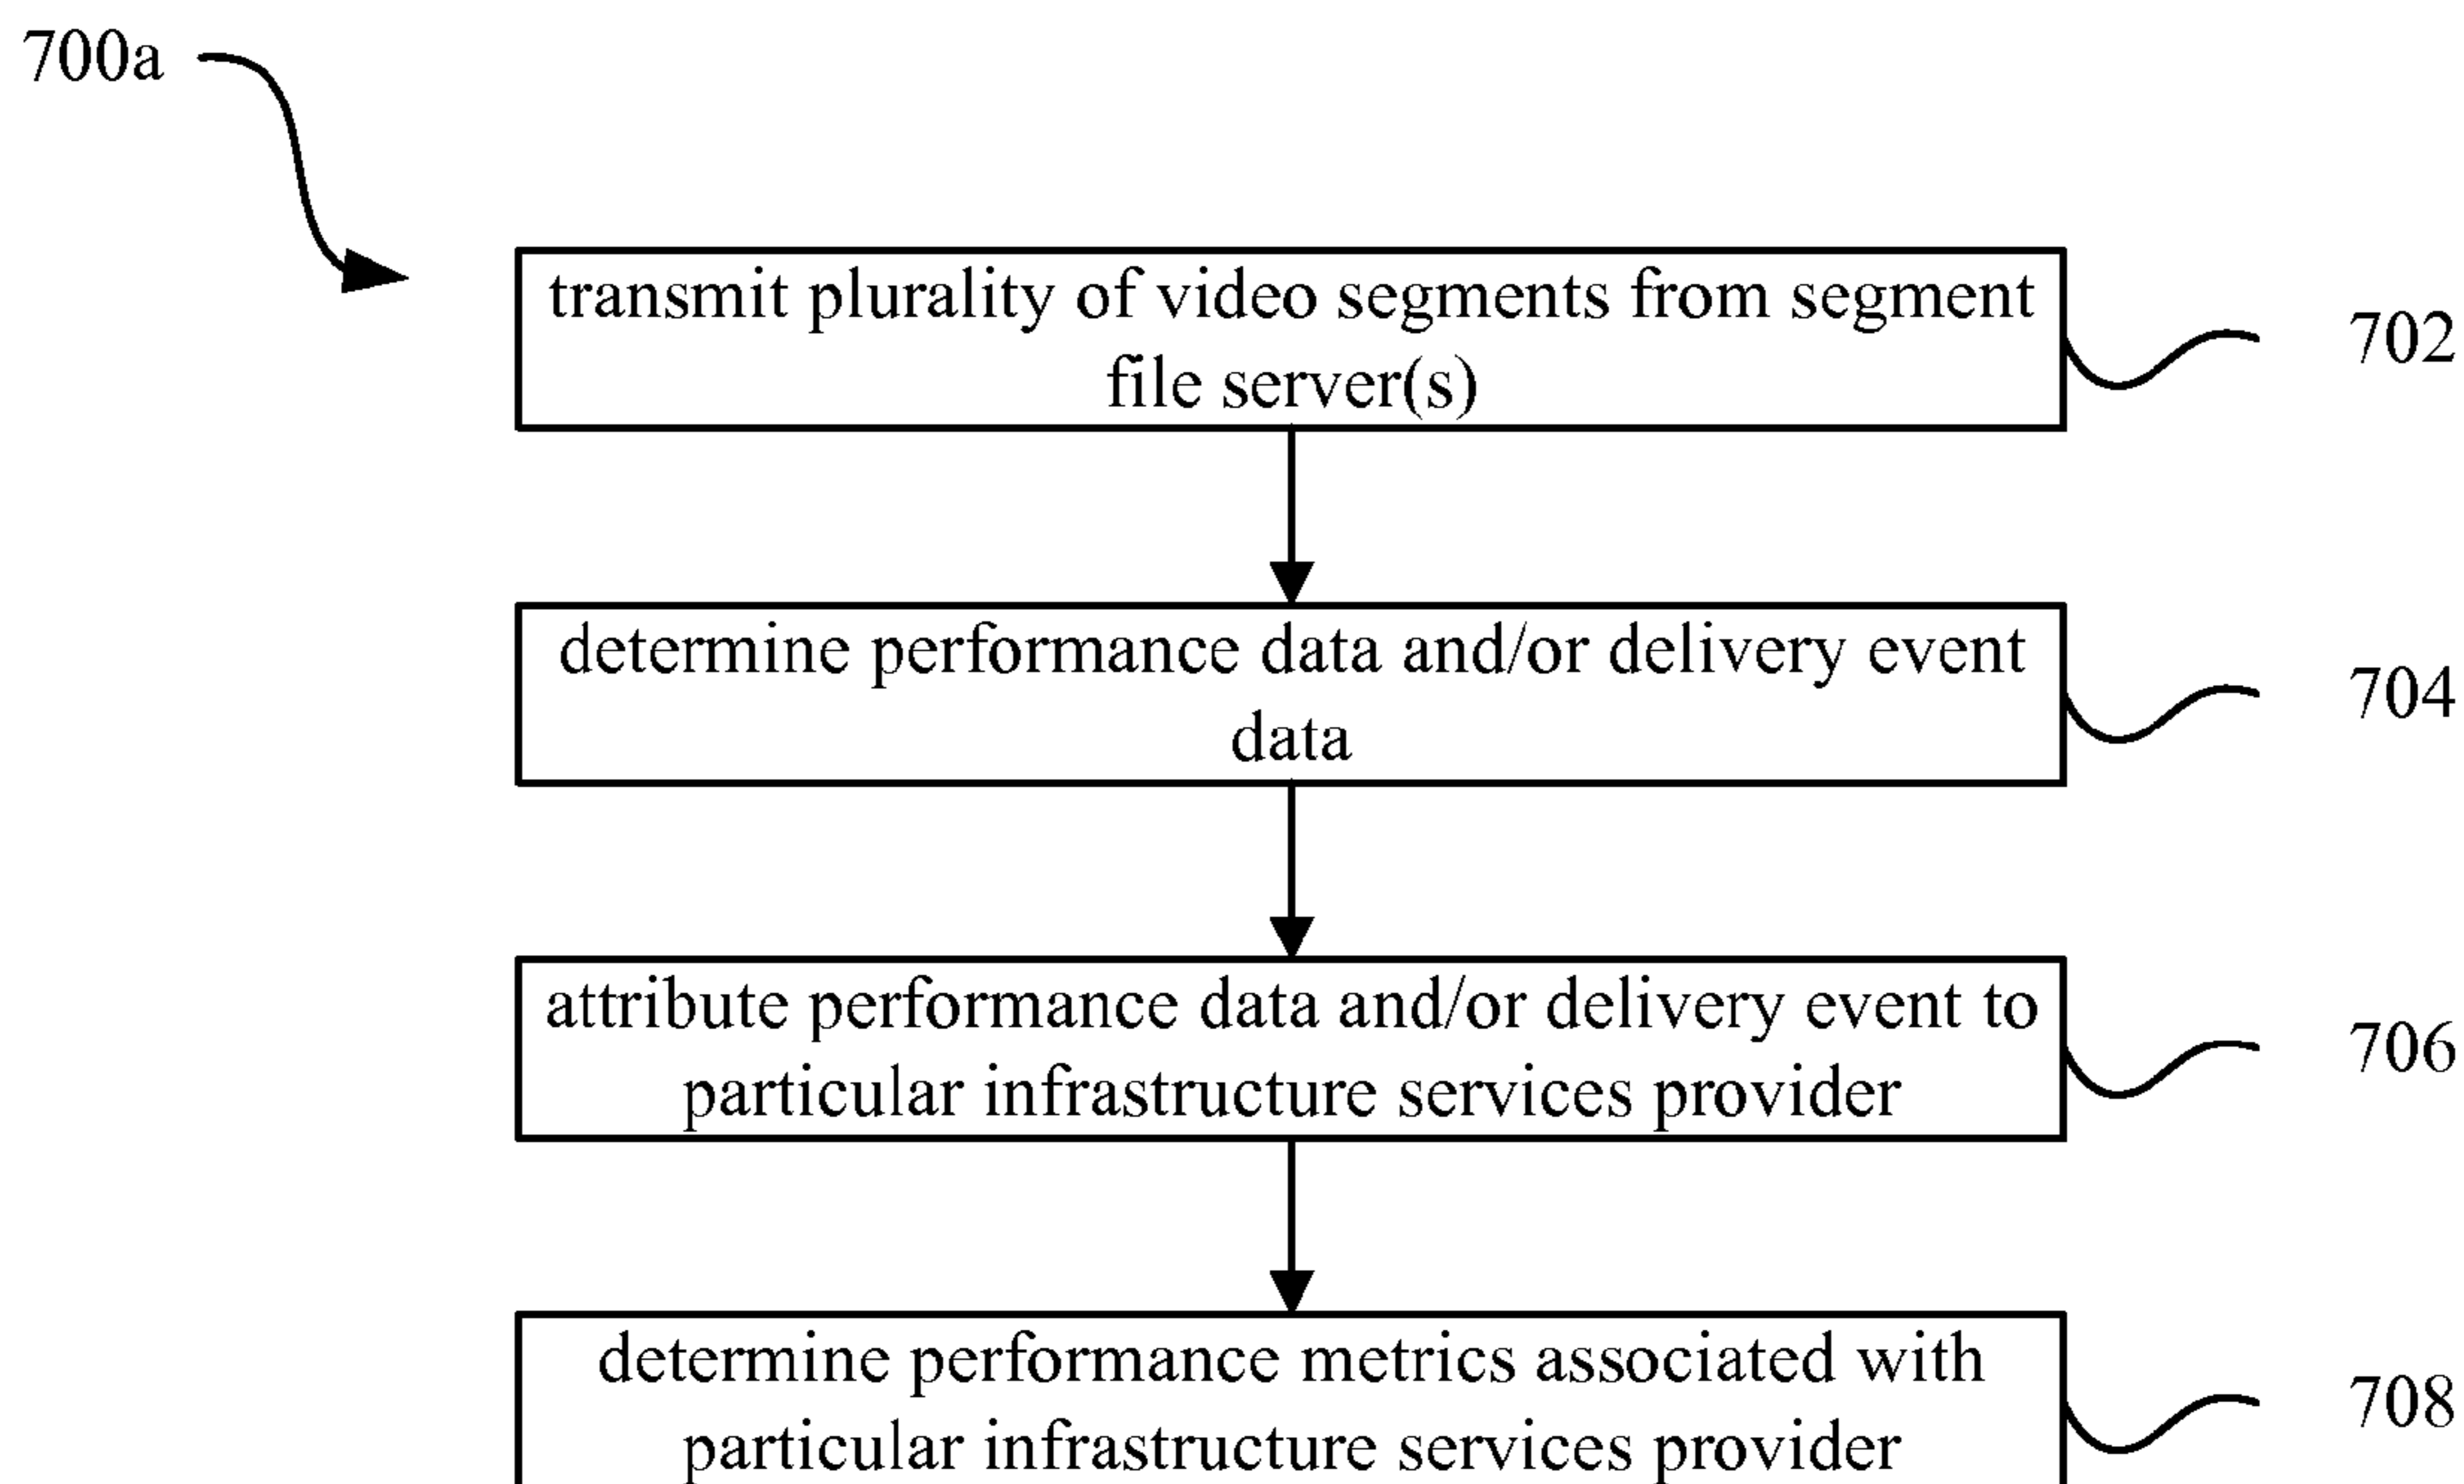 700a
transmit plurality of video segments from segment
file server(s)
702
determine performance data and/or delivery event
data
704
attribute performance data and/or delivery event to
particular infrastructure services provider
706
determine performance metrics associated with
particular infrastructure services provider
708